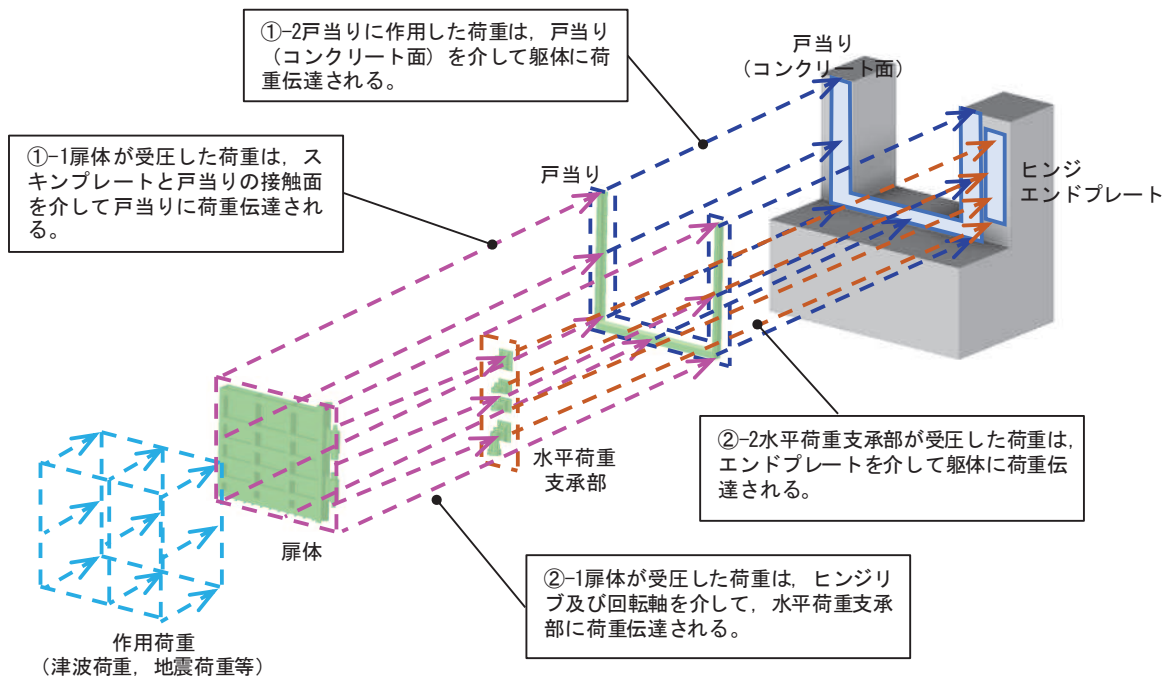 ①-2戸当りに作用した荷重は，戸当り
（コンクリート面）を介して躯体に荷
重伝達される。
戸当り
（コンクリート面）
①-1扉体が受圧した荷重は，ス
キンプレートと戸当りの接触面
を介して戸当りに荷重伝達され
る。
戸当り
ヒンジ
エンドプレート
水平荷重
支承部
②-2水平荷重支承部が受圧した荷重は，
エンドプレートを介して躯体に荷重伝
達される。
扉体
②-1扉体が受圧した荷重は，ヒンジリ
ブ及び回転軸を介して，水平荷重支承
部に荷重伝達される。
作用荷重
（津波荷重，地震荷重等）